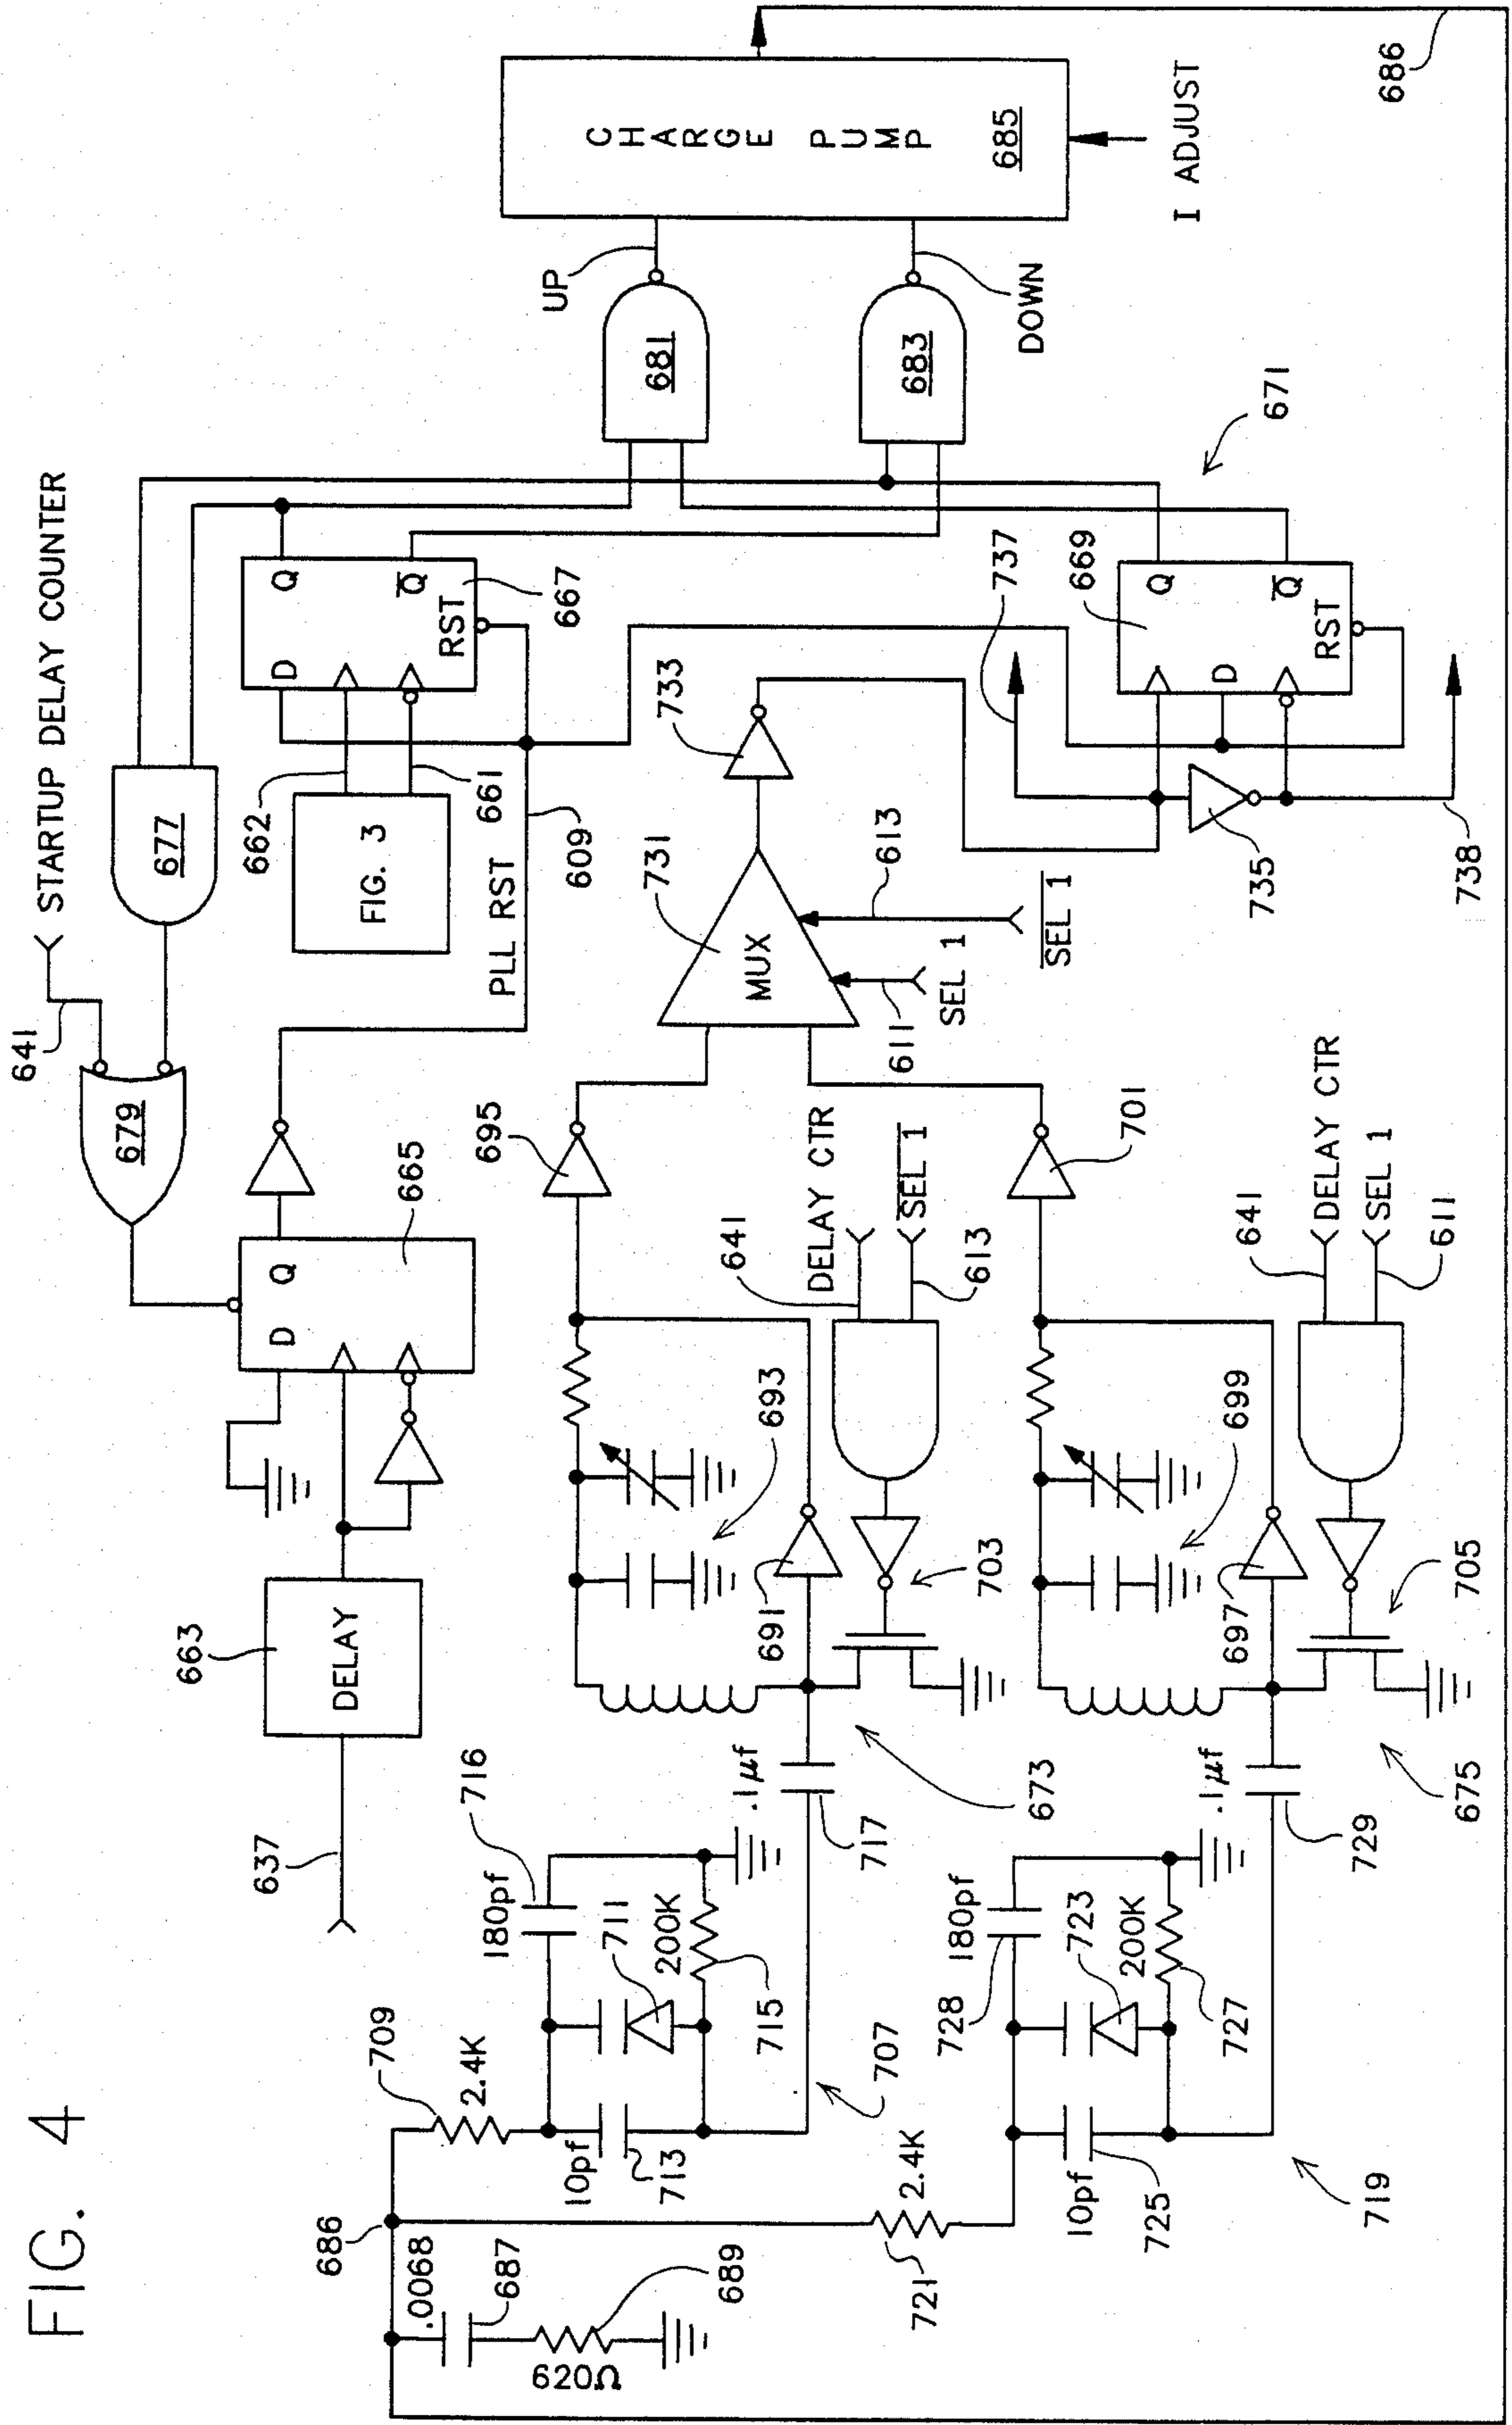 FIG. 4
686
.0068
687
689
620Ω
709
2.4K
10pf
713
180pf
716
711
200K
715
707
.1µf
717
721
2.4K
10pf
725
728
180pf
723
200K
727
719
.1µf
729
637
663
DELAY
673
675
691
693
703
697
699
705
641
DELAY CTR
SEL 1
613
641
DELAY CTR
SEL 1
611
695
701
D
Q
665
679
641
STARTUP DELAY COUNTER
677
PLL RST
609
FIG. 3
662
661
D
Q
Q
RST
667
MUX
731
611
SEL 1
613
SEL 1
733
735
737
738
D
Q
Q
RST
669
671
681
683
UP
DOWN
CHARGE PUMP
685
I ADJUST
686